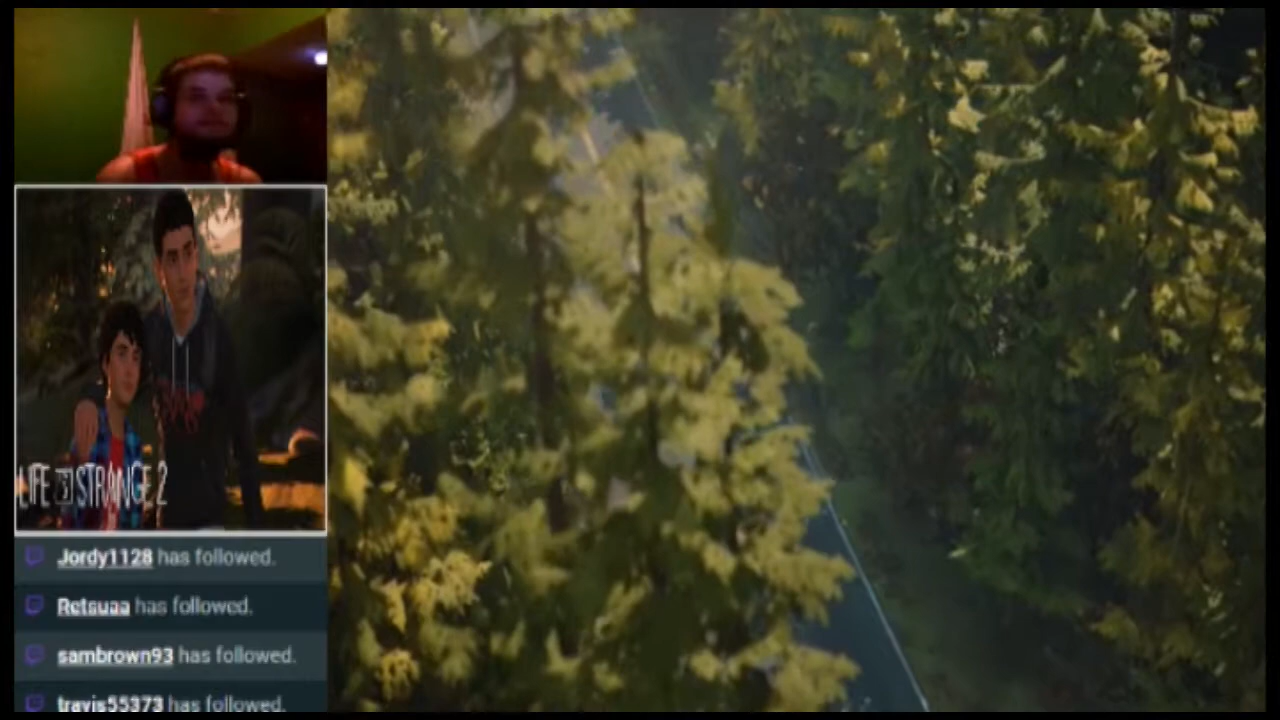 LIFE IS STRANGE 2
Jordy1128 has followed.
Retsuaa has followed.
sambrown93 has followed.
travis55373 has followed.